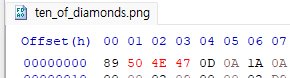 ten_of_diamonds.png
Offset(h) 00 01 02 03 04 05 06 07
00000000 89 50 4E 47 0D 0A 1A 0A